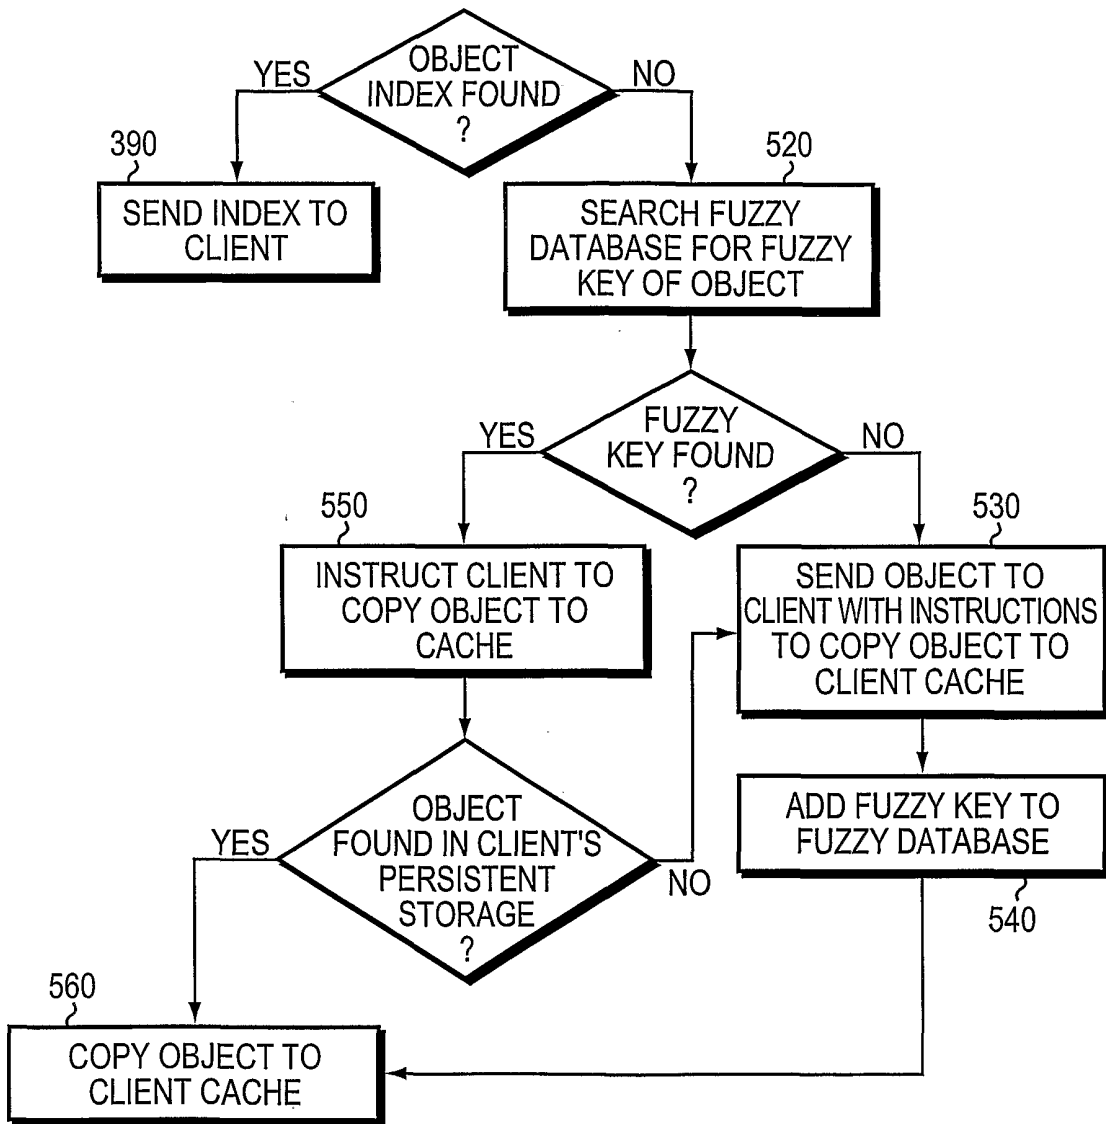 OBJECT
INDEX FOUND
?
YES
NO
390
SEND INDEX TO
CLIENT
520
SEARCH FUZZY
DATABASE FOR FUZZY
KEY OF OBJECT
FUZZY
KEY FOUND
?
YES
NO
550
INSTRUCT CLIENT TO
COPY OBJECT TO
CACHE
530
SEND OBJECT TO
CLIENT WITH INSTRUCTIONS
TO COPY OBJECT TO
CLIENT CACHE
OBJECT
FOUND IN CLIENT'S
PERSISTENT
STORAGE
?
YES
NO
ADD FUZZY KEY TO
FUZZY DATABASE
540
560
COPY OBJECT TO
CLIENT CACHE